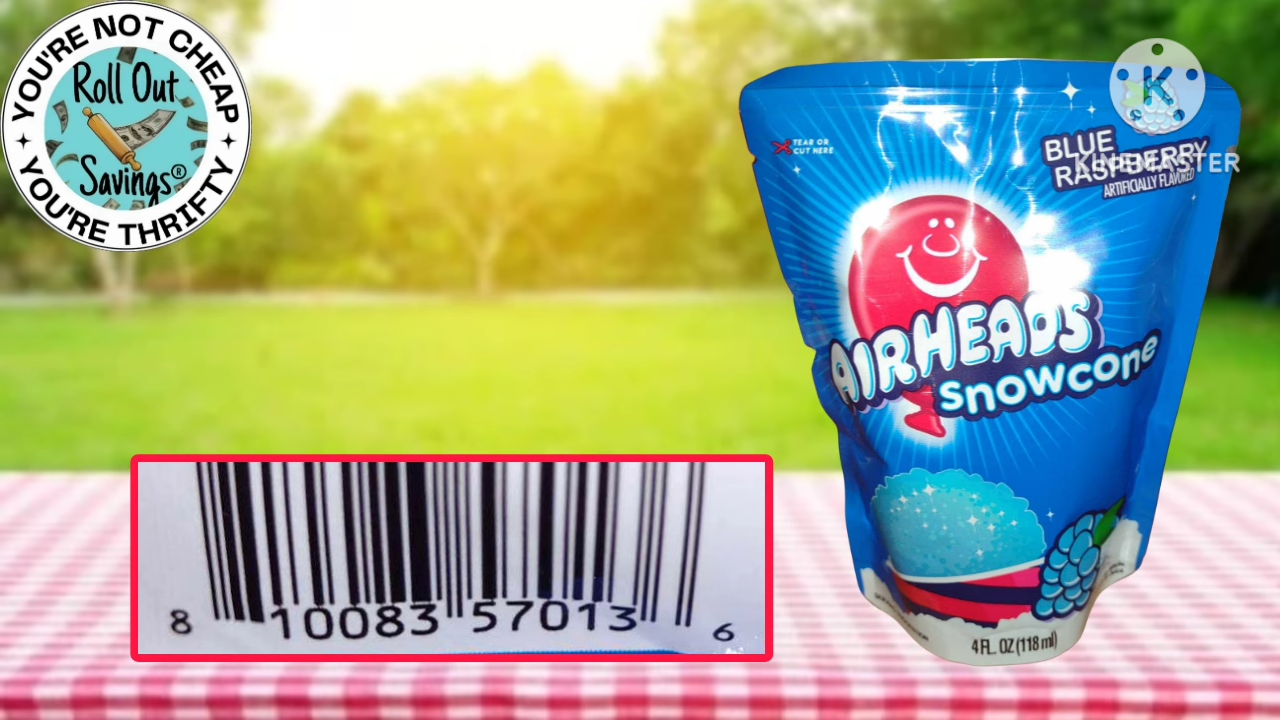 YOU'RE NOT CHEAP
Roll Out
Savings®
YOU'RE THRIFTY
TEAR OR
CUT HERE
BLUE
RASPBERRY
ARTIFICIALLY FLAVORED
K
KINEMASTER
AIRHEADS
snowcone
4 FL. OZ (118 ml)
8 10083 57013 6